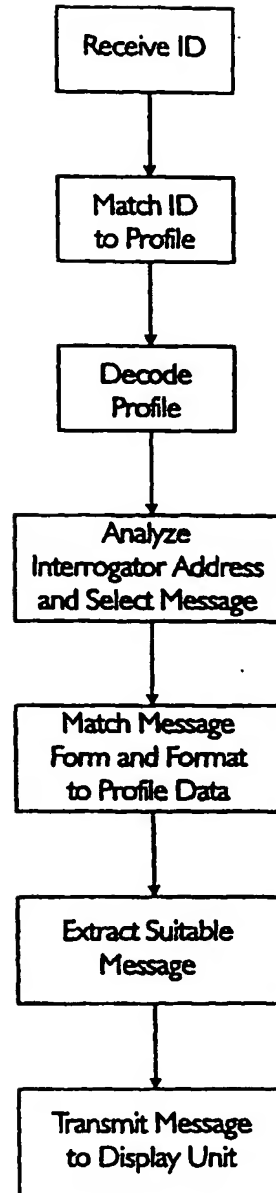 Receive ID
Match ID
to Profile
Decode
Profile
Analyze
Interrogator Address
and Select Message
Match Message
Form and Format
to Profile Data
Extract Suitable
Message
Transmit Message
to Display Unit